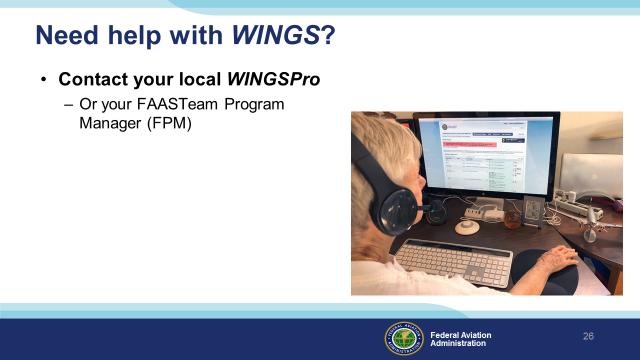 Need help with WINGS?
• Contact your local WINGSPro
– Or your FAASTeam Program
Manager (FPM)
Federal Aviation
Administration
26